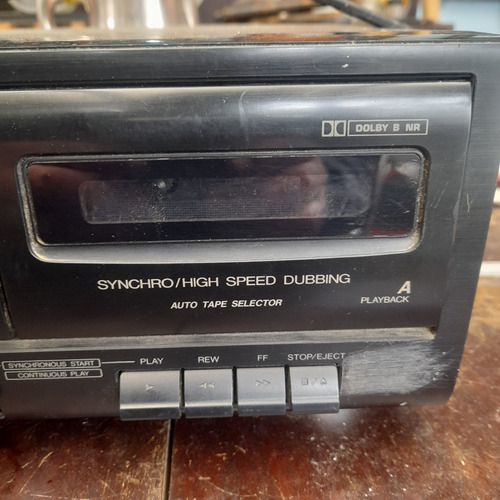 DOLBY B NR
SYNCHRO/HIGH SPEED DUBBING
AUTO TAPE SELECTOR
A
PLAYBACK
SYNCHRONOUS START
CONTINUOUS PLAY
PLAY REW FF STOP/EJECT